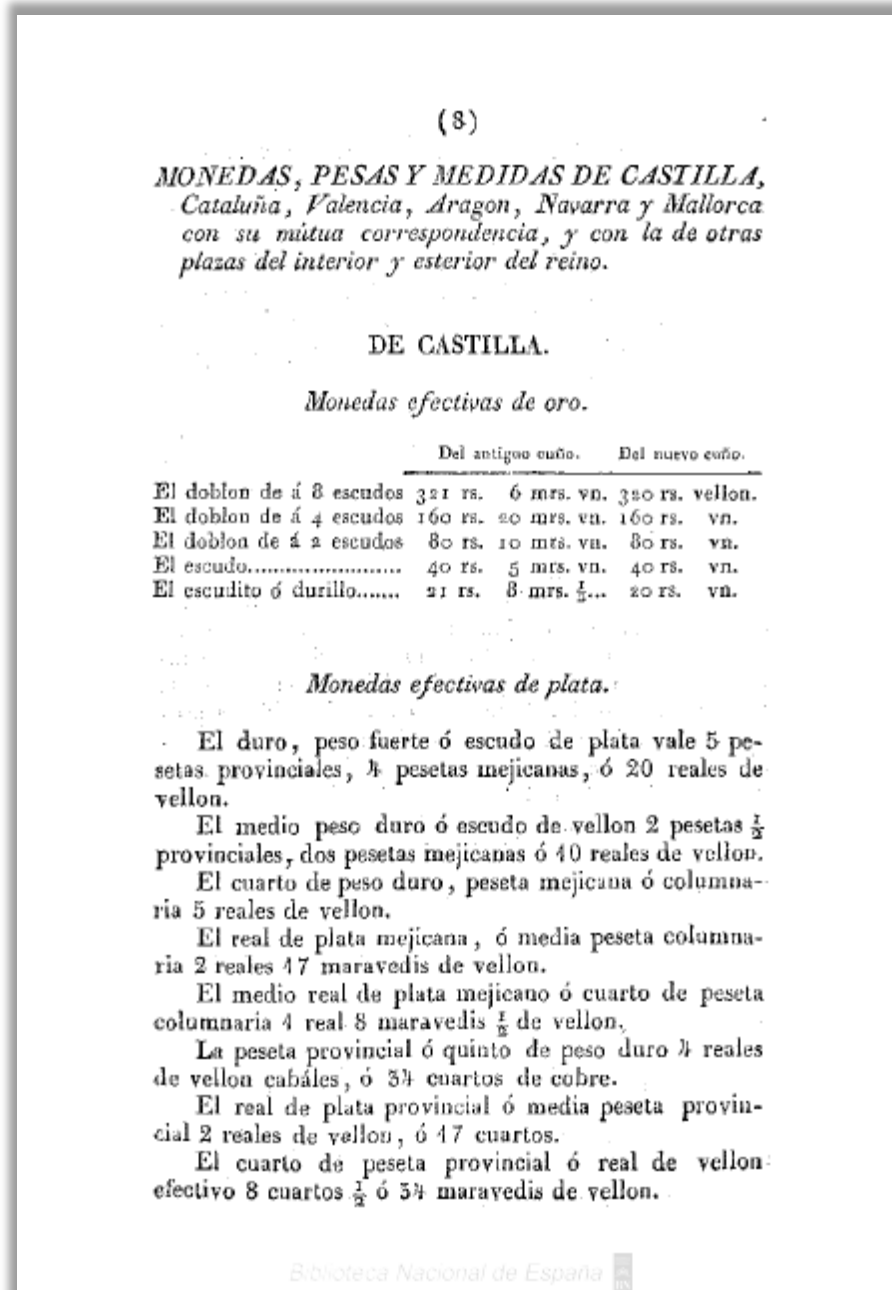 (8)
MONEDAS, PESAS Y MEDIDAS DE CASTILLA,
Cataluña, Valencia, Aragon, Navarra y Mallorca
con su mútua correspondencia, y con la de otras
plazas del interior y esterior del reino.
DE CASTILLA.
Monedas efectivas de oro.
Del antiguo cuño. Del nuevo cuño.
El doblon de á 8 escudos 321 rs. 6 mrs. vn. 320 rs. vellon.
El doblon de á 4 escudos 160 rs. 20 mrs. vn. 160 rs. vn.
El doblon de á 2 escudos 80 rs. 10 mrs. vn. 80 rs. vn.
El escudo........................ 40 rs. 5 mrs. vn. 40 rs. vn.
El escudito ó durillo....... 21 rs. 8 mrs. ½... 20 rs. vn.
Monedas efectivas de plata.
El duro, peso fuerte ó escudo de plata vale 5 pe-
setas provinciales, 4 pesetas mejicanas, ó 20 reales de
vellon.
El medio peso duro ó escudo de vellon 2 pesetas ½
provinciales, dos pesetas mejicanas ó 10 reales de vellon.
El cuarto de peso duro, peseta mejicana ó columna-
ria 5 reales de vellon.
El real de plata mejicana, ó media peseta columna-
ria 2 reales 17 maravedis de vellon.
El medio real de plata mejicano ó cuarto de peseta
columnaria 1 real 8 maravedis ½ de vellon.
La peseta provincial ó quinto de peso duro 4 reales
de vellon cabáles, ó 34 cuartos de cobre.
El real de plata provincial ó media peseta provin-
cial 2 reales de vellon, ó 17 cuartos.
El cuarto de peseta provincial ó real de vellon
efectivo 8 cuartos ½ ó 34 maravedis de vellon.
Biblioteca Nacional de España